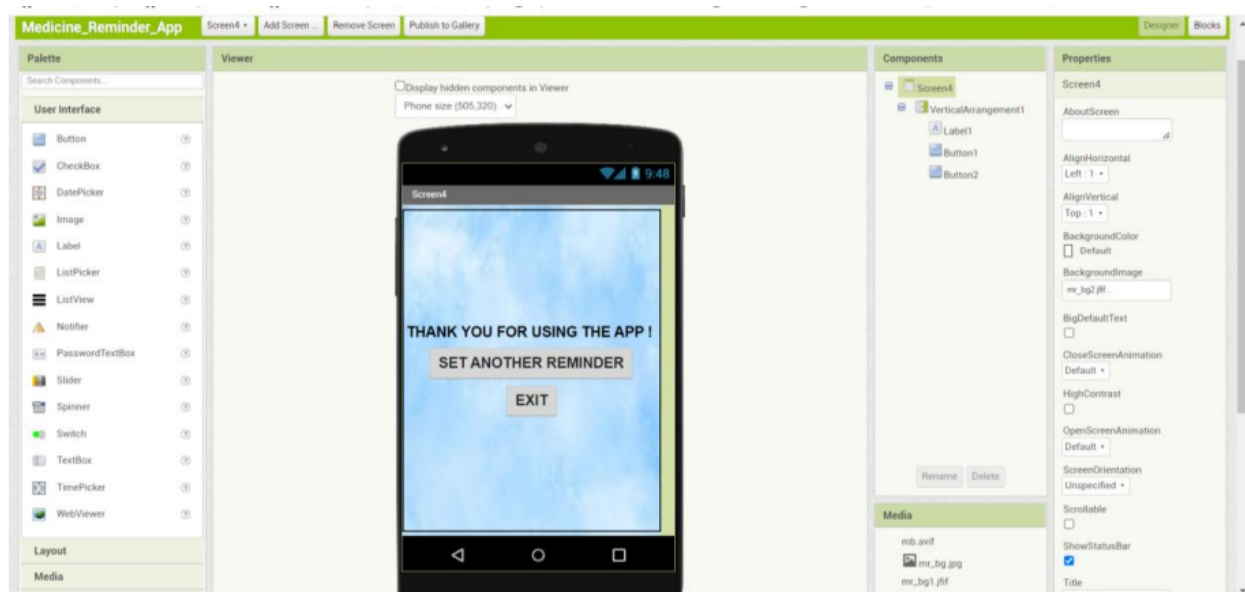 Medicine_Reminder_App
Screen4
Add Screen ...
Remove Screen
Publish to Gallery
Designer
Blocks
Palette
Search Components...
User Interface
Button
CheckBox
DatePicker
Image
Label
ListPicker
ListView
Notifier
PasswordTextBox
Slider
Spinner
Switch
TextBox
TimePicker
WebViewer
Layout
Media
Viewer
Display hidden components in Viewer
Phone size (505,320)
9:48
Screen4
THANK YOU FOR USING THE APP !
SET ANOTHER REMINDER
EXIT
Components
Screen4
VerticalArrangement1
Label1
Button1
Button2
Rename
Delete
Media
mb.avif
mr_bg.jpg
mr_bg1.jfif
Properties
Screen4
AboutScreen
AlignHorizontal
Left : 1
AlignVertical
Top : 1
BackgroundColor
Default
BackgroundImage
mr_bg2.jfif...
BigDefaultText
CloseScreenAnimation
Default
HighContrast
OpenScreenAnimation
Default
ScreenOrientation
Unspecified
Scrollable
ShowStatusBar
Title